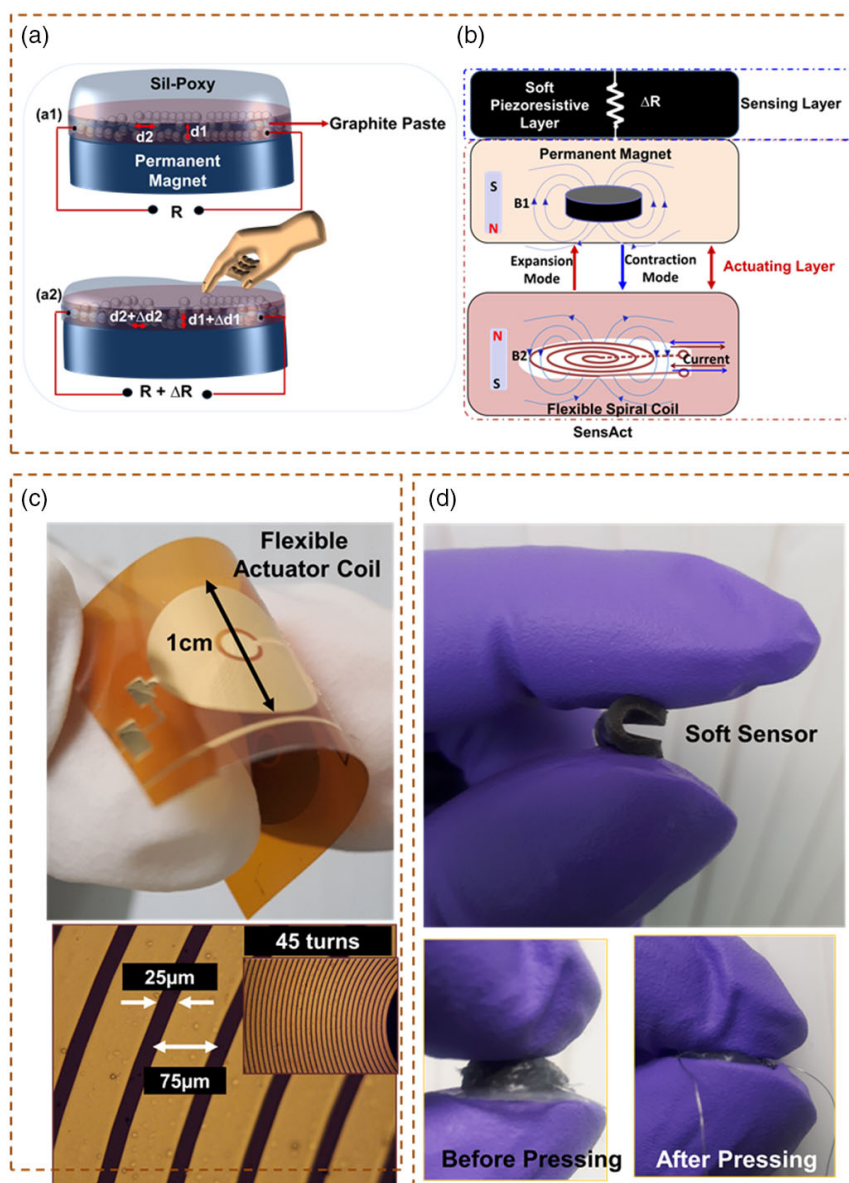 (a)
Sil-Poxy
(a1)
d2
d1
Graphite Paste
Permanent
Magnet
R
(a2)
d2+Δd2
d1+Δd1
R + ΔR
(b)
Soft
Piezoresistive
Layer
ΔR
Sensing Layer
Permanent Magnet
S
B1
N
Expansion
Mode
Contraction
Mode
Actuating Layer
N
B2
Current
S
Flexible Spiral Coil
SensAct
(c)
Flexible
Actuator Coil
1cm
45 turns
25µm
75µm
(d)
Soft Sensor
Before Pressing
After Pressing